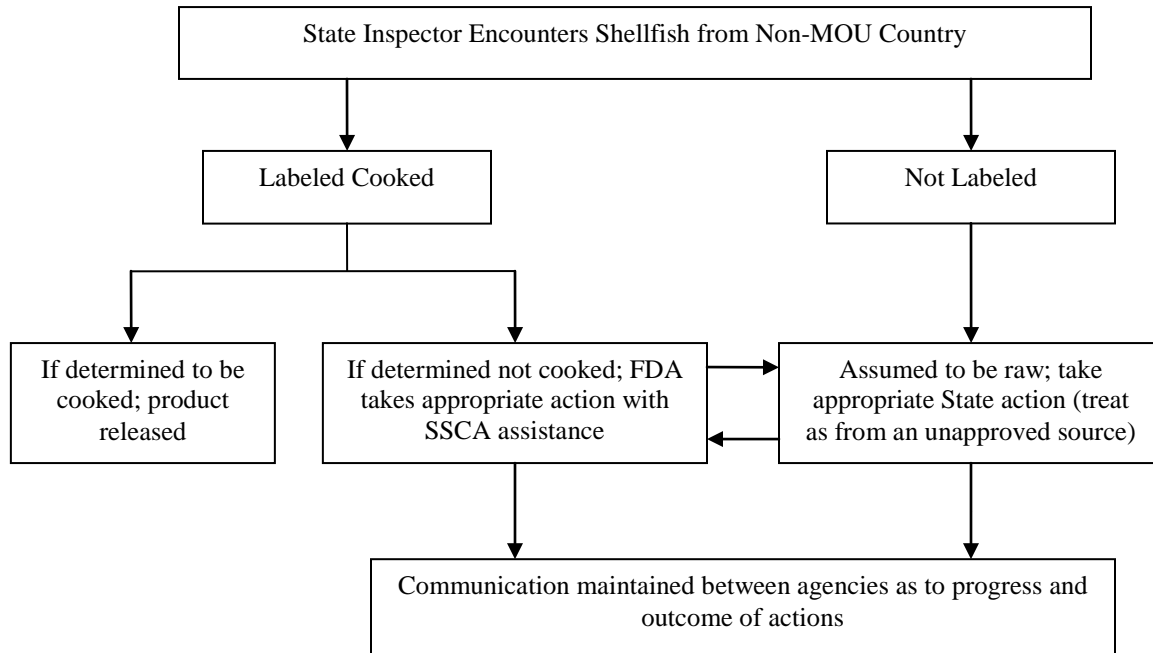 State Inspector Encounters Shellfish from Non-MOU Country
Labeled Cooked
Not Labeled
If determined to be
cooked; product
released
If determined not cooked; FDA
takes appropriate action with
SSCA assistance
Assumed to be raw; take
appropriate State action (treat
as from an unapproved source)
Communication maintained between agencies as to progress and
outcome of actions